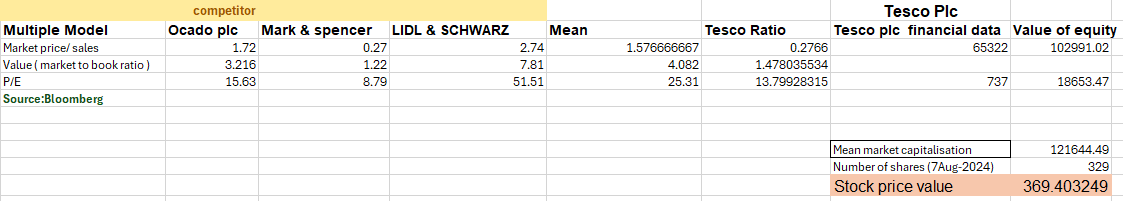 competitor Tesco Plc
Multiple Model Ocado plc Mark & spencer LIDL & SCHWARZ Mean Tesco Ratio Tesco plc financial data Value of equity
Market price/ sales 1.72 0.27 2.74 1.576666667 0.2766 65322 102991.02
Value ( market to book ratio ) 3.216 1.22 7.81 4.082 1.478035534
P/E 15.63 8.79 51.51 25.31 13.79928315 737 18653.47
Source:Bloomberg
Mean market capitalisation 121644.49
Number of shares (7Aug-2024) 329
Stock price value 369.403249